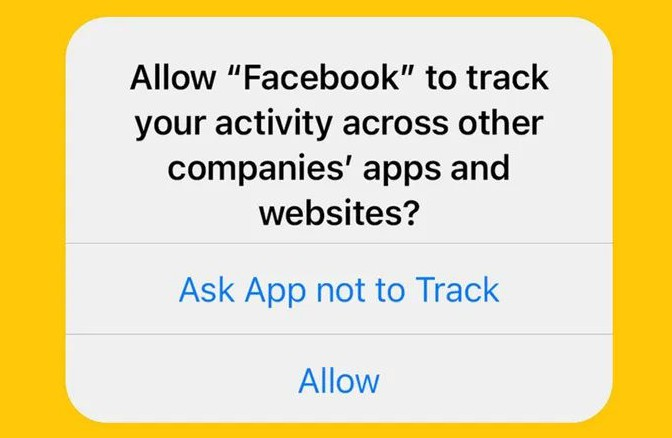 Allow “Facebook” to track
your activity across other
companies’ apps and
websites?
Ask App not to Track
Allow